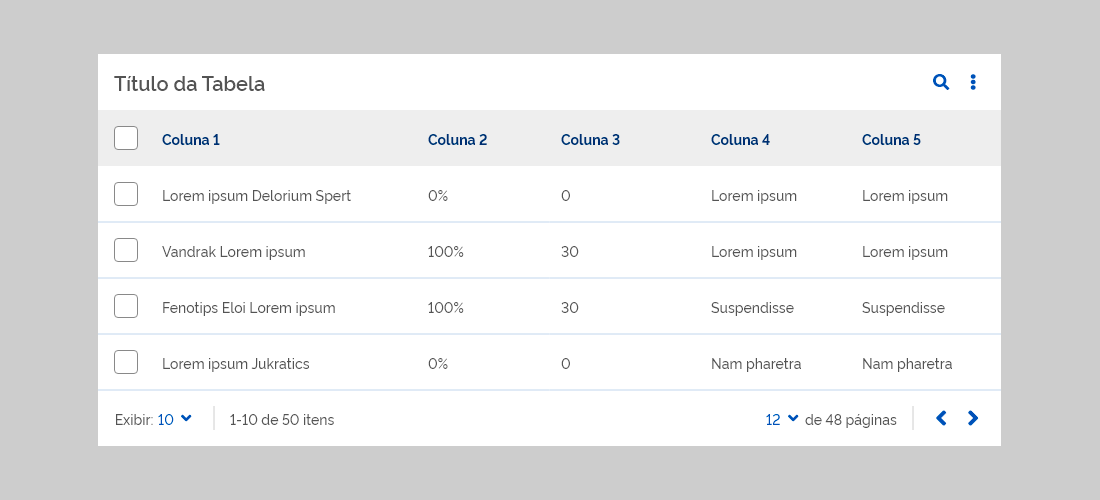 Título da Tabela
Coluna 1 Coluna 2 Coluna 3 Coluna 4 Coluna 5
Lorem ipsum Delorium Spert 0% 0 Lorem ipsum Lorem ipsum
Vandrak Lorem ipsum 100% 30 Lorem ipsum Lorem ipsum
Fenotips Eloi Lorem ipsum 100% 30 Suspendisse Suspendisse
Lorem ipsum Jukratics 0% 0 Nam pharetra Nam pharetra
Exibir: 10 1-10 de 50 itens 12 de 48 páginas